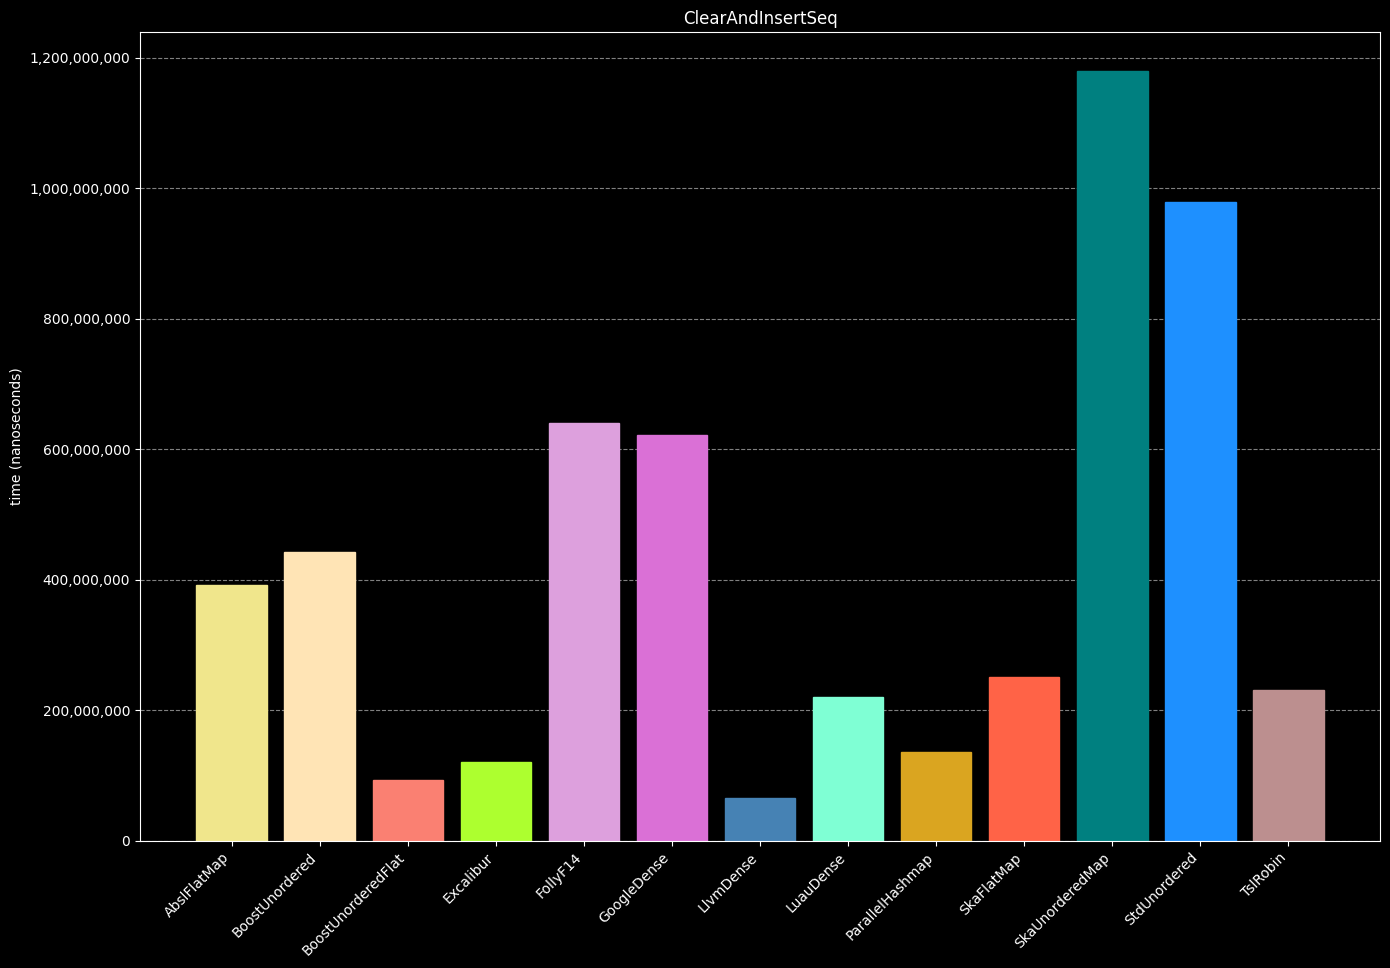 ClearAndInsertSeq
1,200,000,000
1,000,000,000
800,000,000
600,000,000
400,000,000
200,000,000
0
time (nanoseconds)
AbslFlatMap
BoostUnordered
BoostUnorderedFlat
Excalibur
FollyF14
GoogleDense
LlvmDense
LuauDense
ParallelHashmap
SkaFlatMap
SkaUnorderedMap
StdUnordered
TslRobin